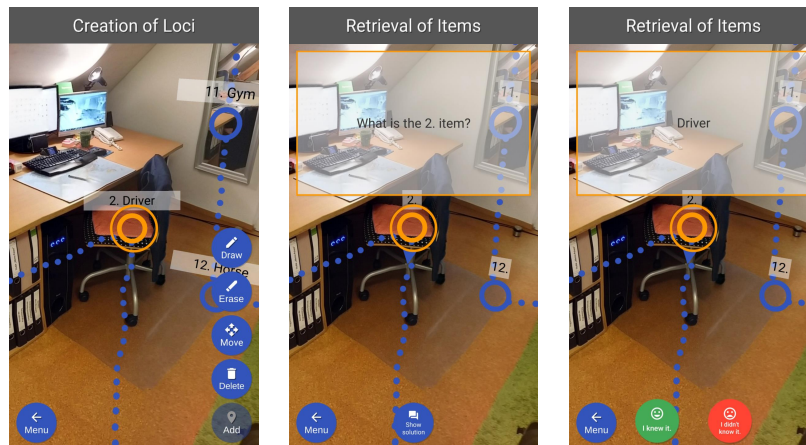 Creation of Loci
11. Gym
2. Driver
Draw
12. Horse
Erase
Move
Delete
Menu
Add
Retrieval of Items
11.
What is the 2. item?
2.
12.
Menu
Show
solution
Retrieval of Items
11.
Driver
2.
12.
Menu
I knew it.
I didn't
know it.